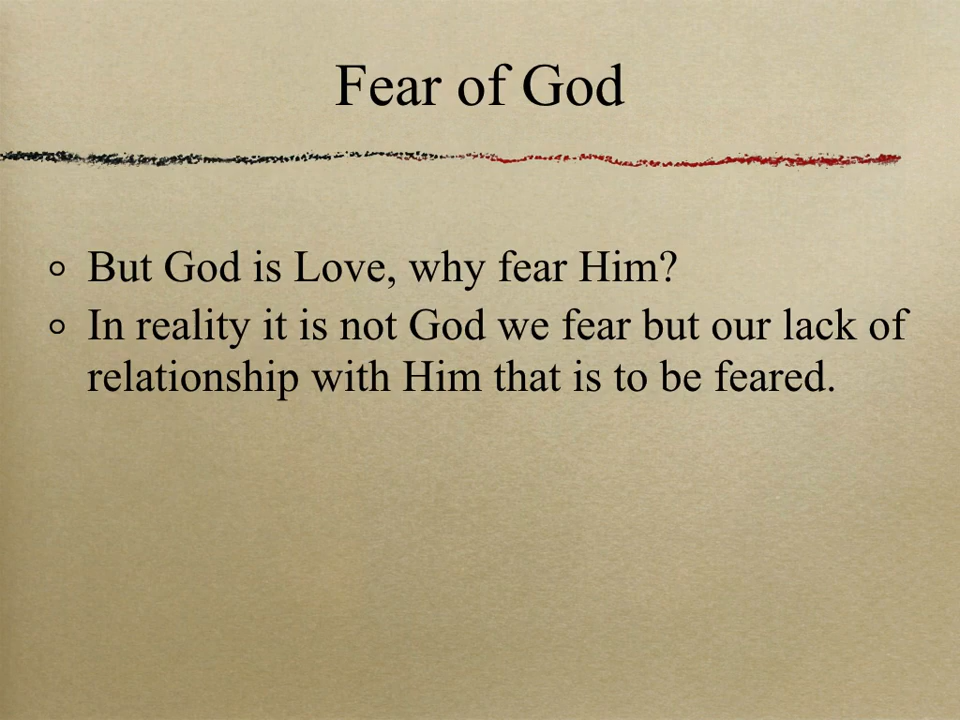 Fear of God
But God is Love, why fear Him?
In reality it is not God we fear but our lack of
relationship with Him that is to be feared.